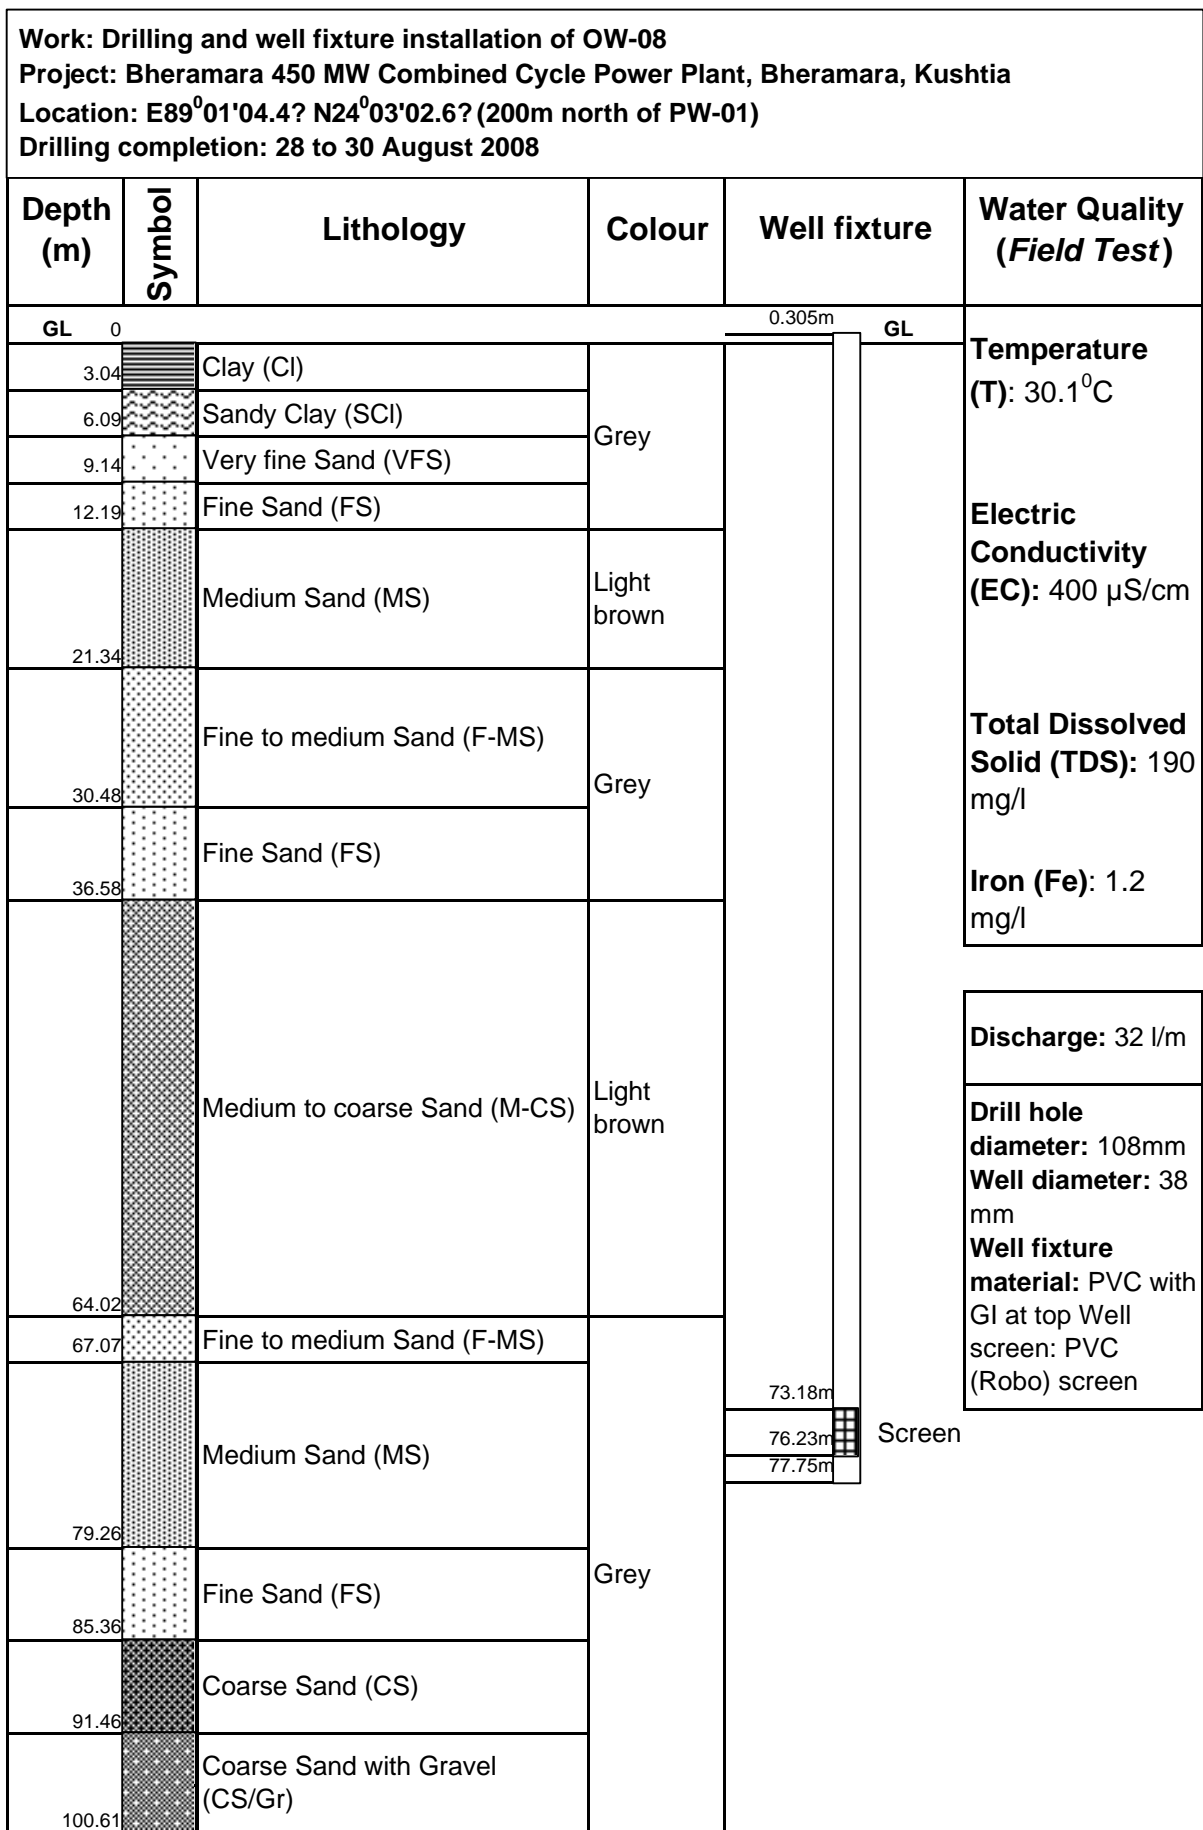 Work: Drilling and well fixture installation of OW-08
Project: Bheramara 450 MW Combined Cycle Power Plant, Bheramara, Kushtia
Location: E89⁰01'04.4? N24⁰03'02.6? (200m north of PW-01)
Drilling completion: 28 to 30 August 2008
Depth
(m)
Symbol
Lithology
Colour
Well fixture
Water Quality
(Field Test)
GL 0
0.305m
GL
3.04
Clay (Cl)
6.09
Sandy Clay (SCl)
9.14
Very fine Sand (VFS)
12.19
Fine Sand (FS)
Grey
21.34
Medium Sand (MS)
Light
brown
30.48
Fine to medium Sand (F-MS)
36.58
Fine Sand (FS)
Grey
64.02
Medium to coarse Sand (M-CS)
Light
brown
67.07
Fine to medium Sand (F-MS)
79.26
Medium Sand (MS)
85.36
Fine Sand (FS)
91.46
Coarse Sand (CS)
100.61
Coarse Sand with Gravel
(CS/Gr)
Grey
73.18m
76.23m
77.75m
Screen
Temperature
(T): 30.1⁰C
Electric
Conductivity
(EC): 400 µS/cm
Total Dissolved
Solid (TDS): 190
mg/l
Iron (Fe): 1.2
mg/l
Discharge: 32 l/m
Drill hole
diameter: 108mm
Well diameter: 38
mm
Well fixture
material: PVC with
GI at top Well
screen: PVC
(Robo) screen